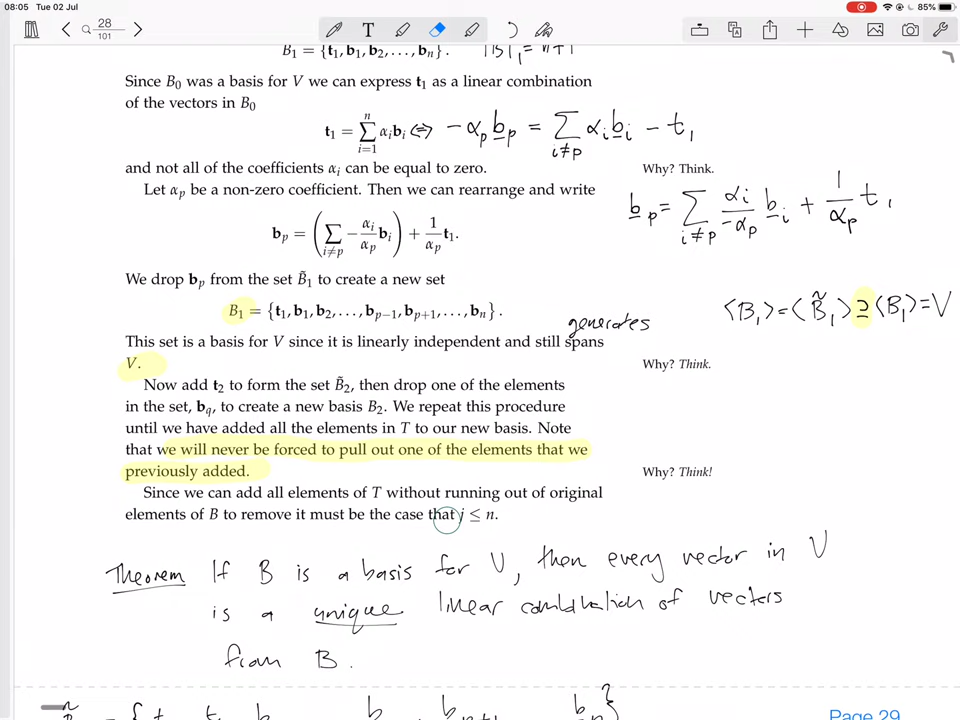 08:05 Tue 02 Jul
85%
28
101
T
B₁ = {t₁, b₁, b₂, . . . , bₙ}. |B̃|₁ = n+1
Since B₀ was a basis for V we can express t₁ as a linear combination
of the vectors in B₀
t₁ = ∑ᵢ₌₁ⁿ αᵢbᵢ ⟺ -αₚ bₚ = ∑ᵢ≠ₚ αᵢ bᵢ - t₁
and not all of the coefficients αᵢ can be equal to zero. Why? Think.
Let αₚ be a non-zero coefficient. Then we can rearrange and write
bₚ = ∑ᵢ≠ₚ αᵢ/-αₚ bᵢ + 1/αₚ t₁
bₚ = (∑ᵢ≠ₚ −αᵢ/αₚ bᵢ) + 1/αₚ t₁.
We drop bₚ from the set B̃₁ to create a new set
B₁ = {t₁, b₁, b₂, . . . , bₚ₋₁, bₚ₊₁, . . . , bₙ}. ⟨B₁⟩ = ⟨B̃₁⟩ ⊇ ⟨B₁⟩ = V
generates
This set is a basis for V since it is linearly independent and still spans
V. Why? Think.
Now add t₂ to form the set B̃₂, then drop one of the elements
in the set, b_q, to create a new basis B₂. We repeat this procedure
until we have added all the elements in T to our new basis. Note
that we will never be forced to pull out one of the elements that we
previously added. Why? Think!
Since we can add all elements of T without running out of original
elements of B to remove it must be the case that j ≤ n.
Theorem If B is a basis for V, then every vector in V
is a unique linear combination of vectors
from B.
Page 29